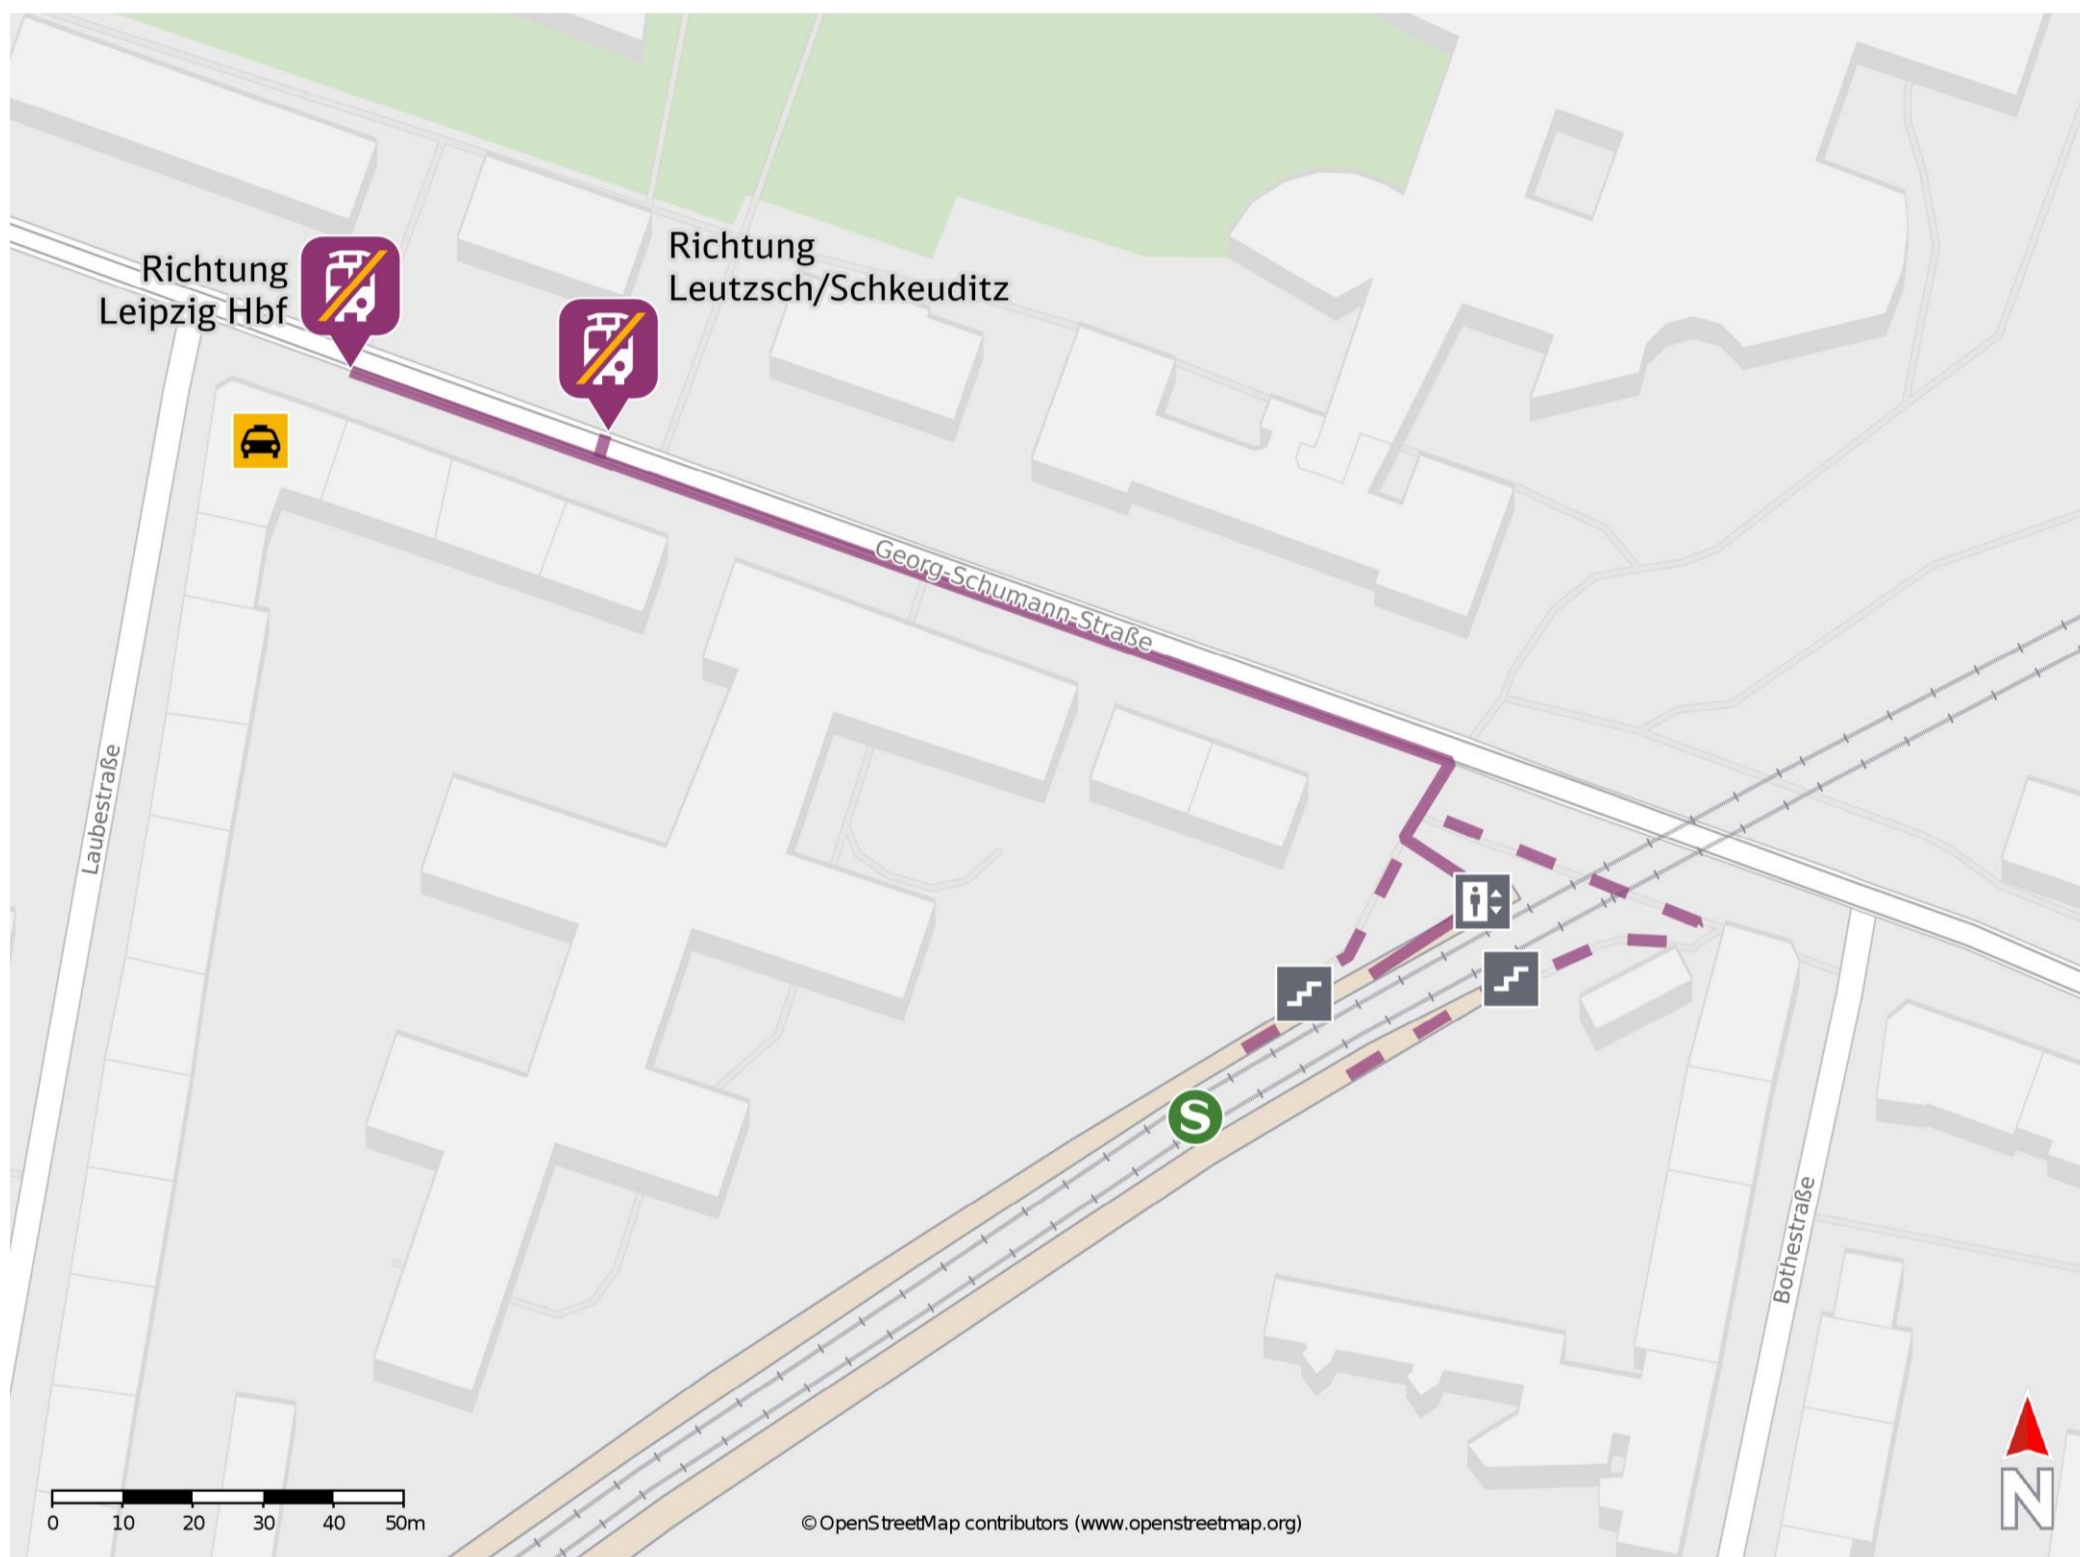 Richtung
Leutzsch/Schkeuditz
Richtung
Leipzig Hbf
Georg-Schumann-Straße
Laubestraße
S
Bothestraße
N
0 10 20 30 40 50m
© OpenStreetMap contributors (www.openstreetmap.org)